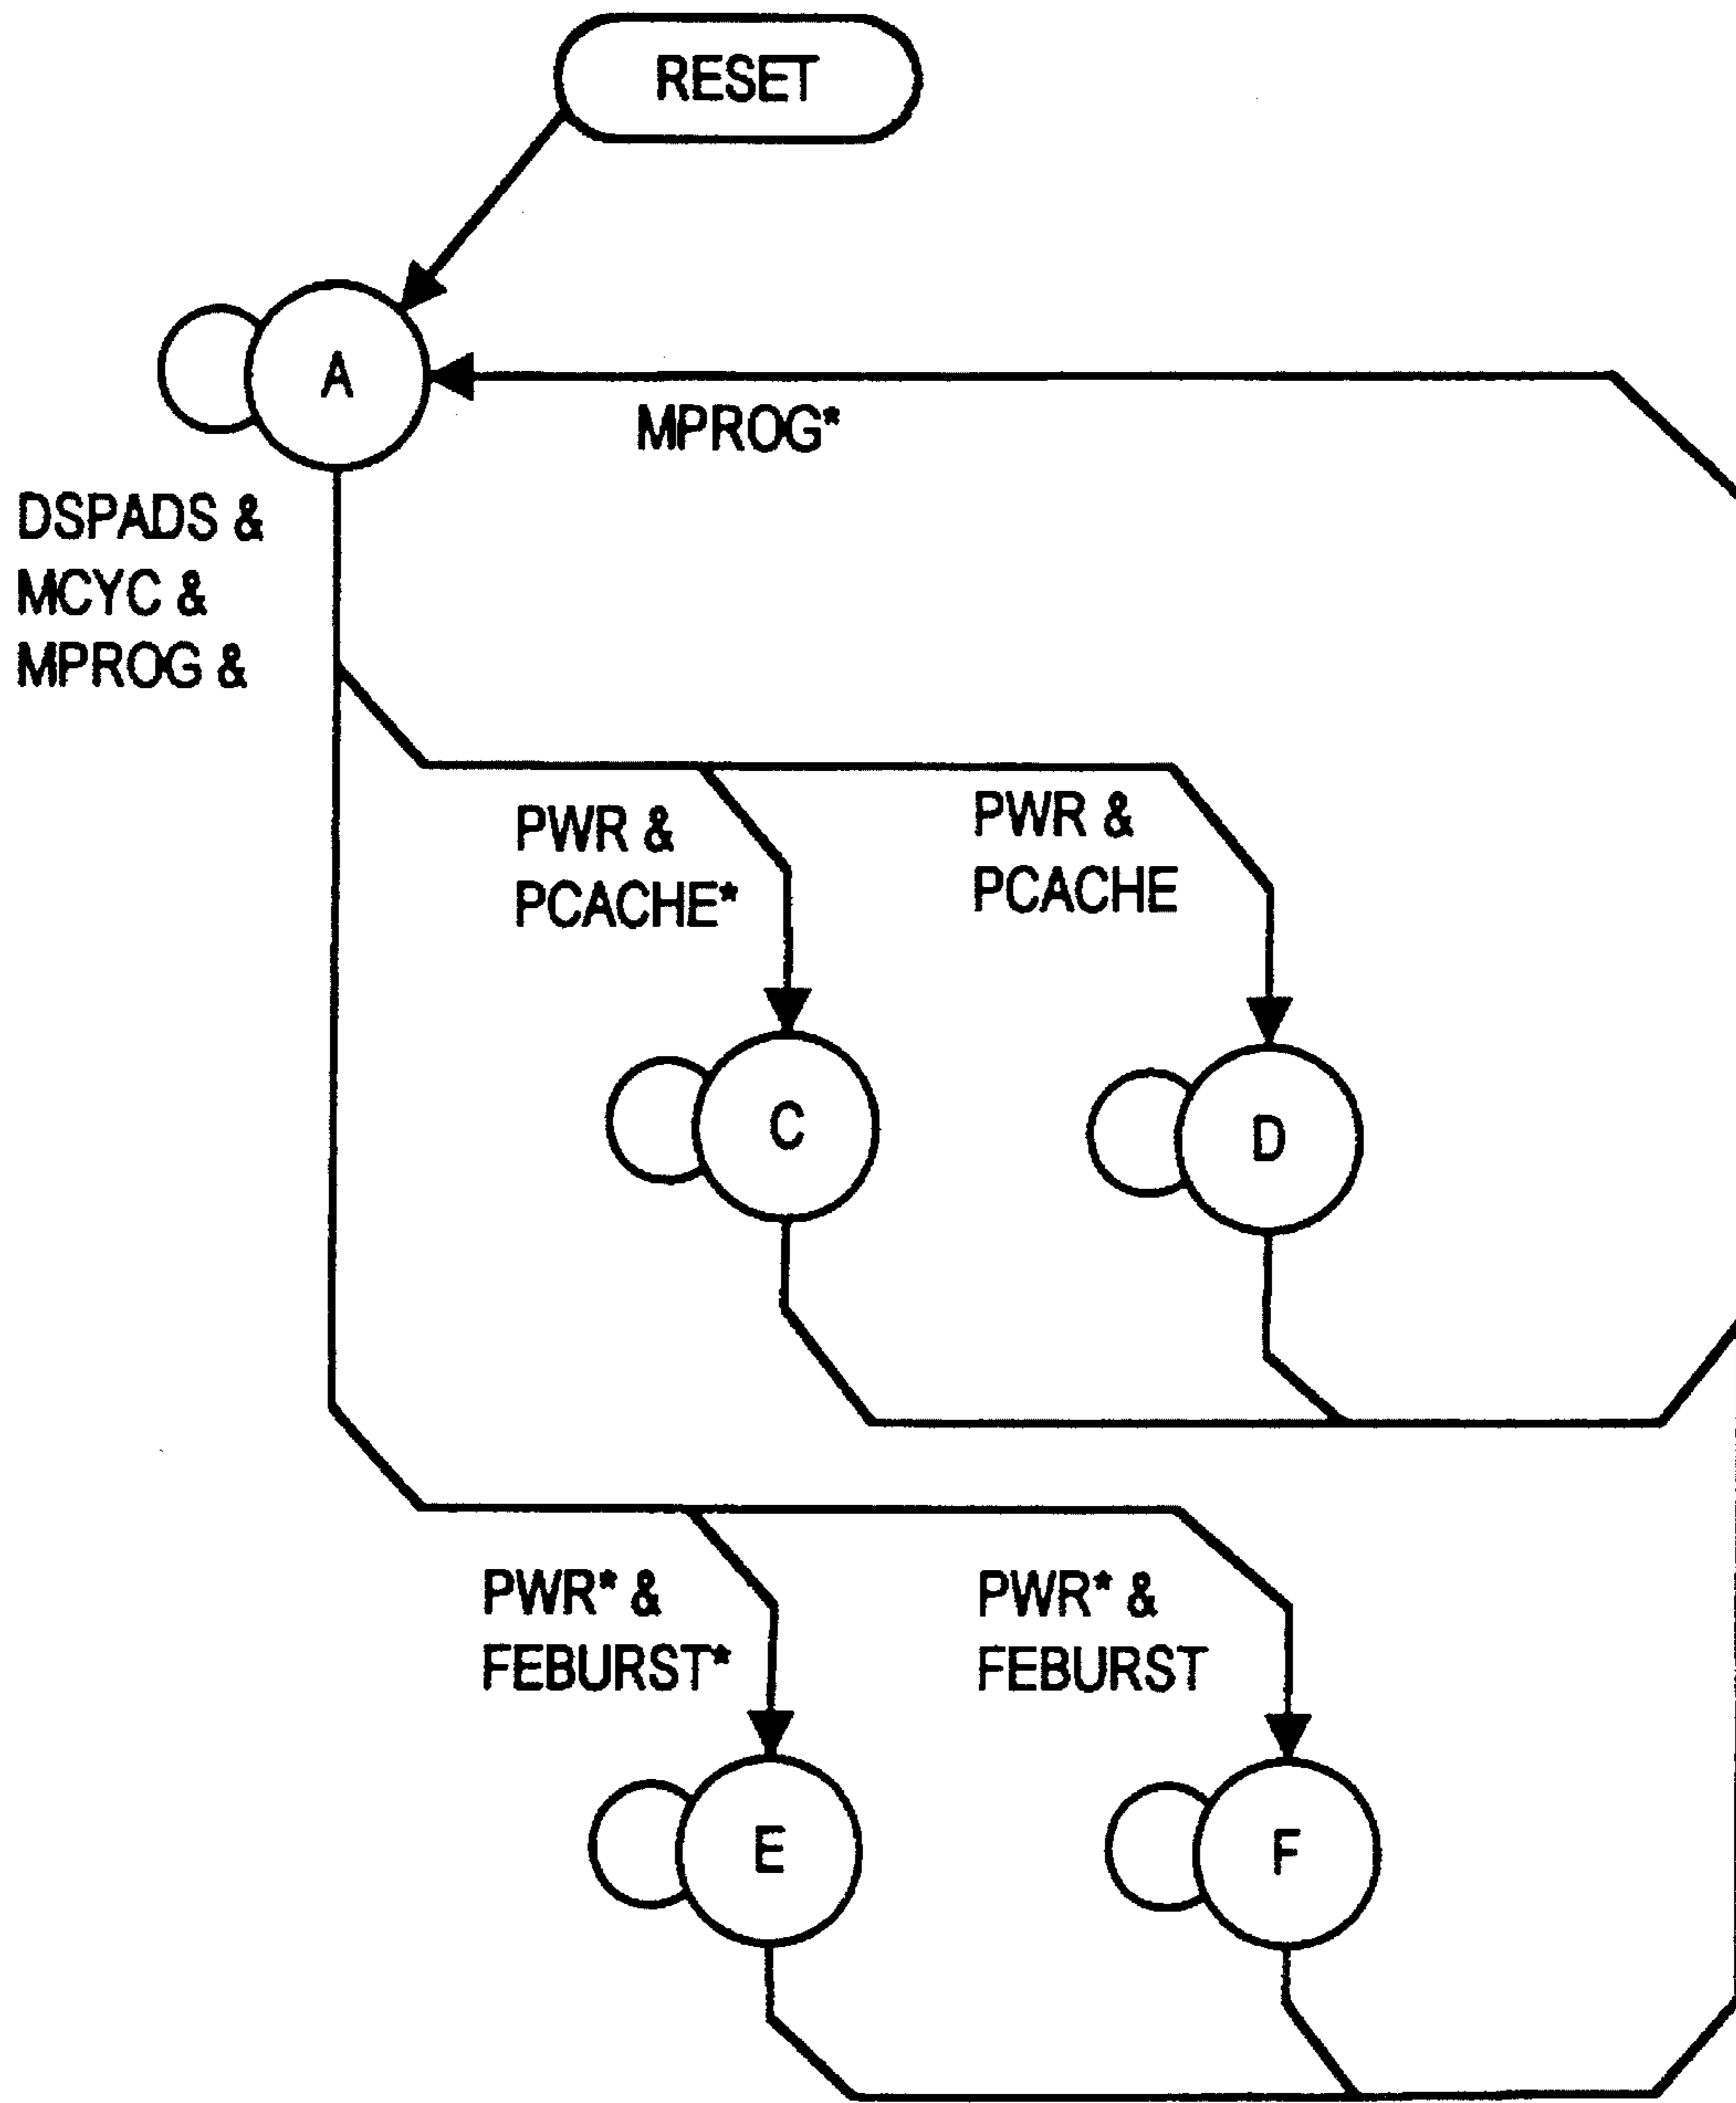 RESET
A
MPROG*
DSPADS &
MCYC &
MPROG &
PWR &
PCACHE*
PWR &
PCACHE
C
D
PWR* &
FEBURST*
PWR* &
FEBURST
E
F